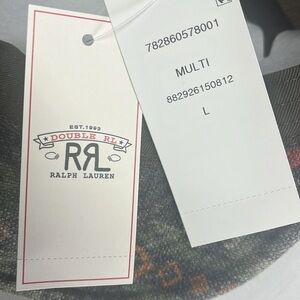 EST.1993
DOUBLE RL
RRL
RALPH LAUREN
782860578001
MULTI
882926150812
L